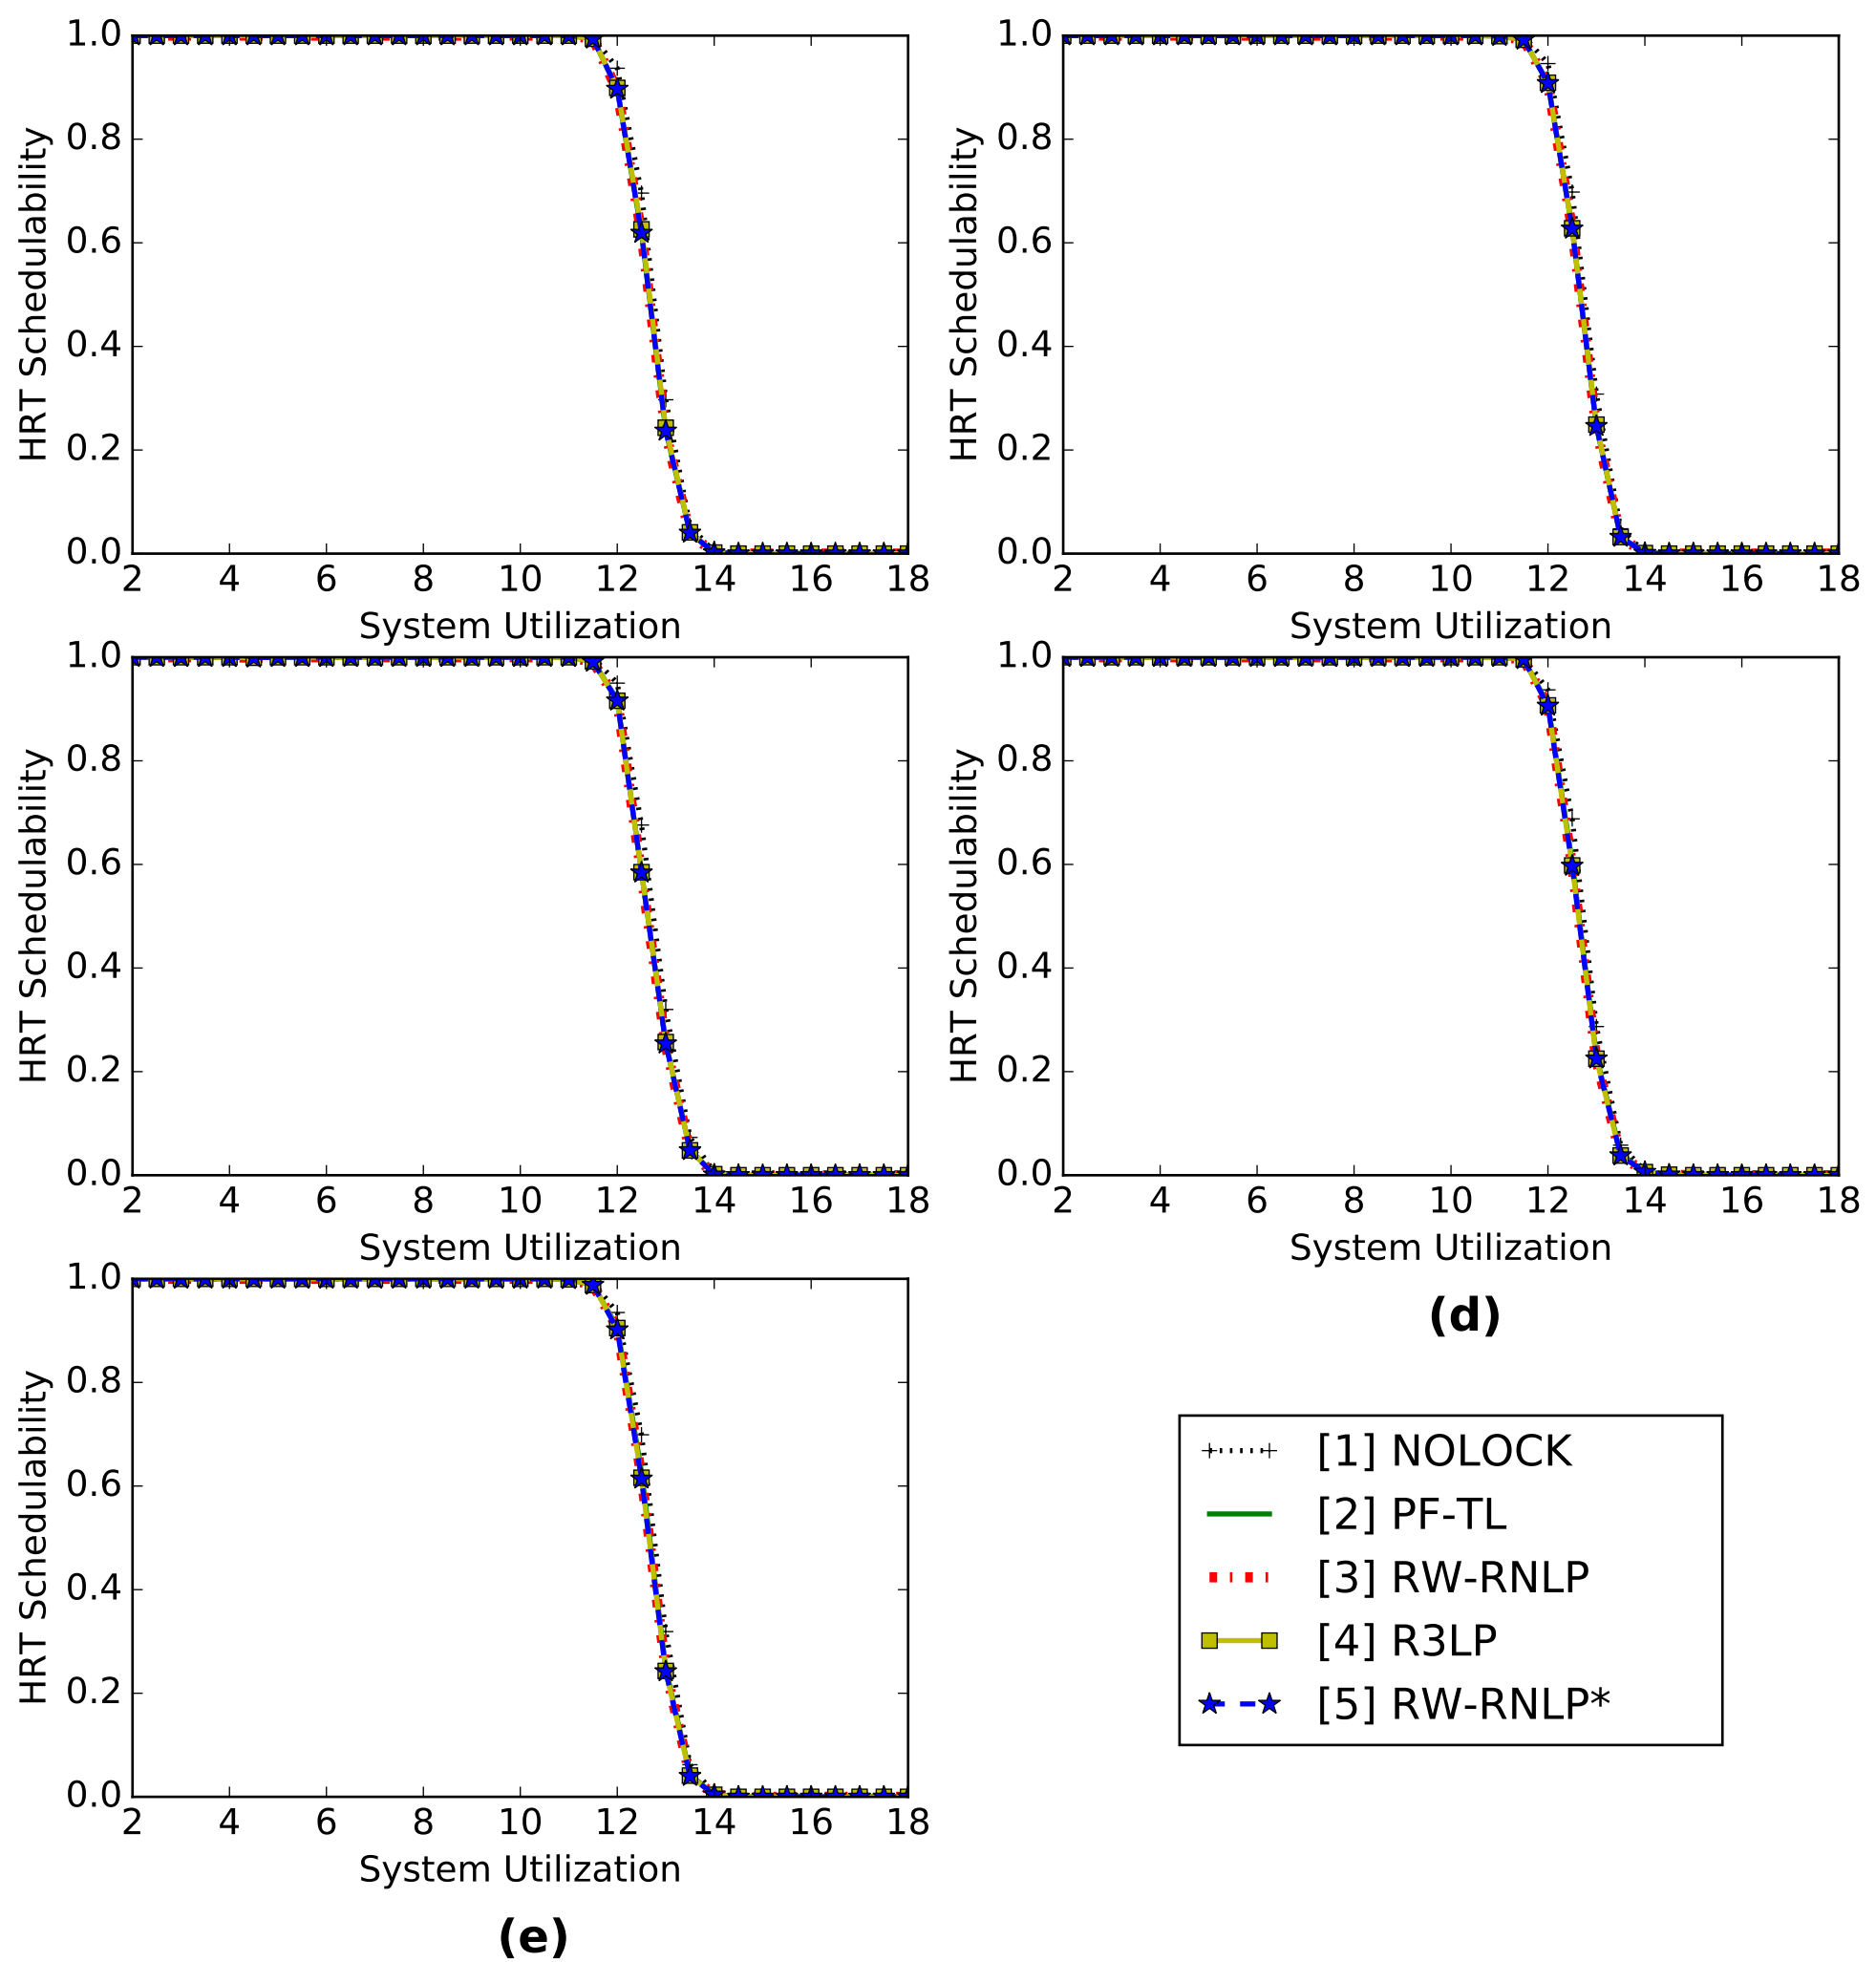 1.0
0.8
0.6
0.4
0.2
0.0
HRT Schedulability
2 4 6 8 10 12 14 16 18
System Utilization
1.0
0.8
0.6
0.4
0.2
0.0
HRT Schedulability
2 4 6 8 10 12 14 16 18
System Utilization
1.0
0.8
0.6
0.4
0.2
0.0
HRT Schedulability
2 4 6 8 10 12 14 16 18
System Utilization
1.0
0.8
0.6
0.4
0.2
0.0
HRT Schedulability
2 4 6 8 10 12 14 16 18
System Utilization
(d)
1.0
0.8
0.6
0.4
0.2
0.0
HRT Schedulability
2 4 6 8 10 12 14 16 18
System Utilization
(e)
[1] NOLOCK
[2] PF-TL
[3] RW-RNLP
[4] R3LP
[5] RW-RNLP*